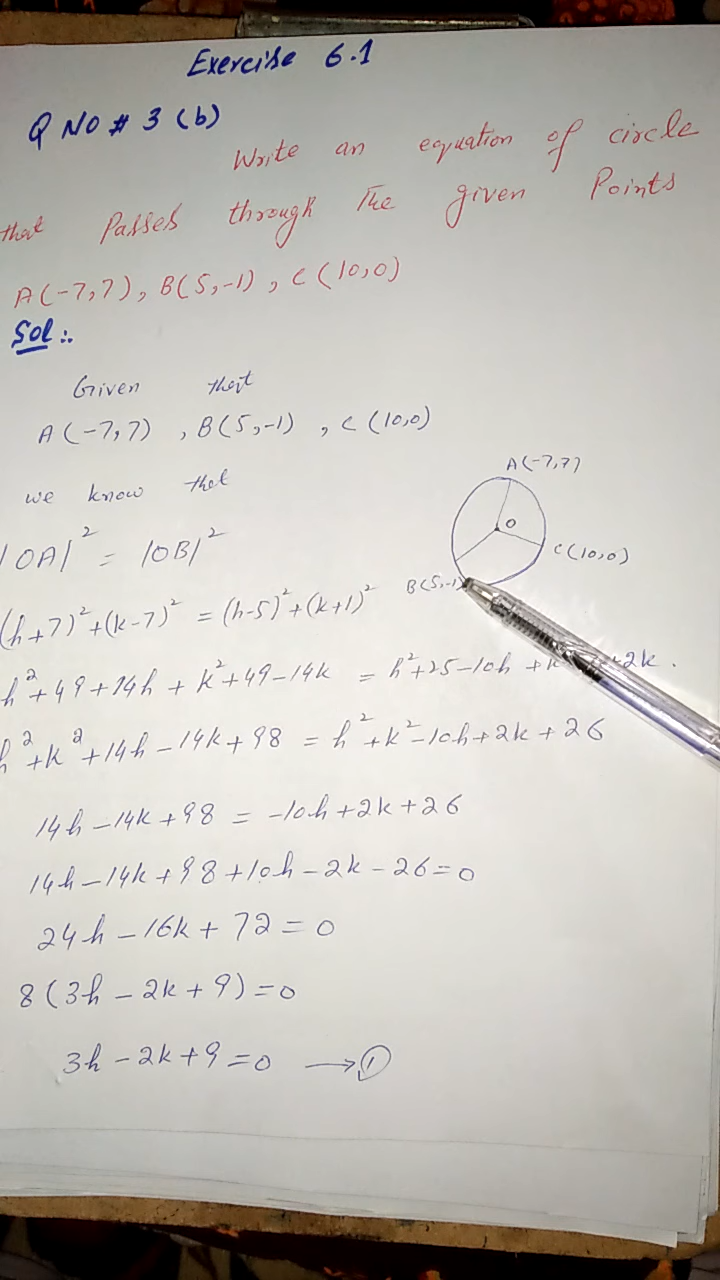 Exercise 6.1
Q NO # 3 (b)
Write an equation of circle
that Passes through The given Points
A(-7,7), B(5,-1), C(10,0)
Sol:.
Given that
A(-7,7), B(5,-1), C(10,0)
we know that
|OA|² = |OB|²
A(-7,7)
O
C(10,0)
B(5,-1)
(h+7)²+(k-7)² = (h-5)²+(k+1)²
h²+49+14h+k²+49-14k = h²+25-10h+k +2k.
h²+k²+14h-14k+98 = h²+k²-10h+2k+26
14h-14k+98 = -10h+2k+26
14h-14k+98+10h-2k-26=0
24h-16k+72=0
8(3h-2k+9)=0
3h-2k+9=0 → ①